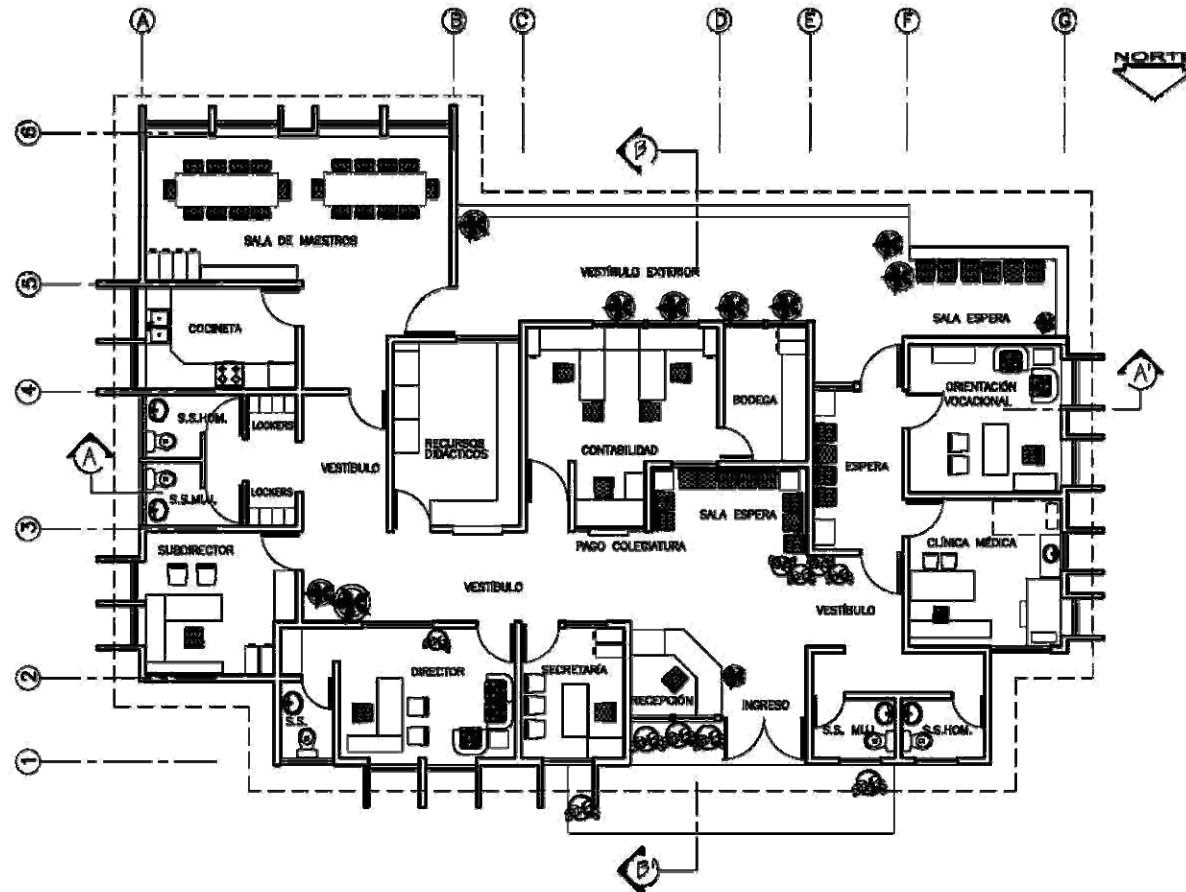 A
B
C
D
E
F
G
NORTE
6
B
SALA DE MAESTROS
VESTÍBULO EXTERIOR
5
SALA ESPERA
COCINETA
4
A'
ORIENTACIÓN
VOCACIONAL
BODEGA
S.S.HOM.
LOCKERS
RECURSOS
DIDÁCTICOS
CONTABILIDAD
A
VESTÍBULO
ESPERA
S.S.MUJ.
LOCKERS
SALA ESPERA
3
SUBDIRECTOR
PAGO COLEGIATURA
CLÍNICA MÉDICA
VESTÍBULO
VESTÍBULO
2
DIRECTOR
SECRETARÍA
RECEPCIÓN
INGRESO
S.S.
S.S. MUJ.
S.S.HOM.
1
B'